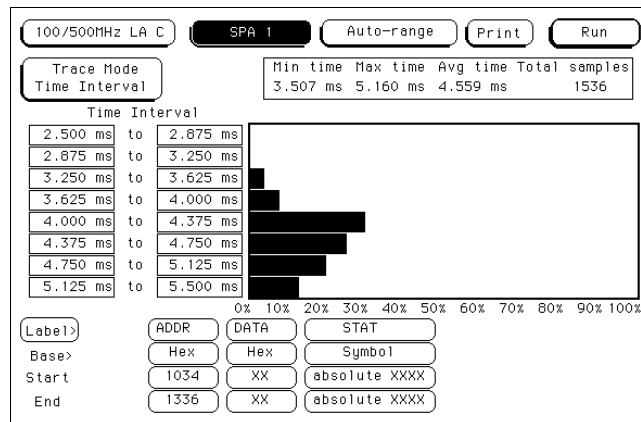 100/500MHz LA C SPA 1 Auto-range Print Run
Trace Mode
Time Interval
Min time Max time Avg time Total samples
3.507 ms 5.160 ms 4.559 ms 1536
Time Interval
2.500 ms to 2.875 ms
2.875 ms to 3.250 ms
3.250 ms to 3.625 ms
3.625 ms to 4.000 ms
4.000 ms to 4.375 ms
4.375 ms to 4.750 ms
4.750 ms to 5.125 ms
5.125 ms to 5.500 ms
0% 10% 20% 30% 40% 50% 60% 70% 80% 90% 100%
Label> ADDR DATA STAT
Base> Hex Hex Symbol
Start 1034 XX absolute XXXX
End 1336 XX absolute XXXX